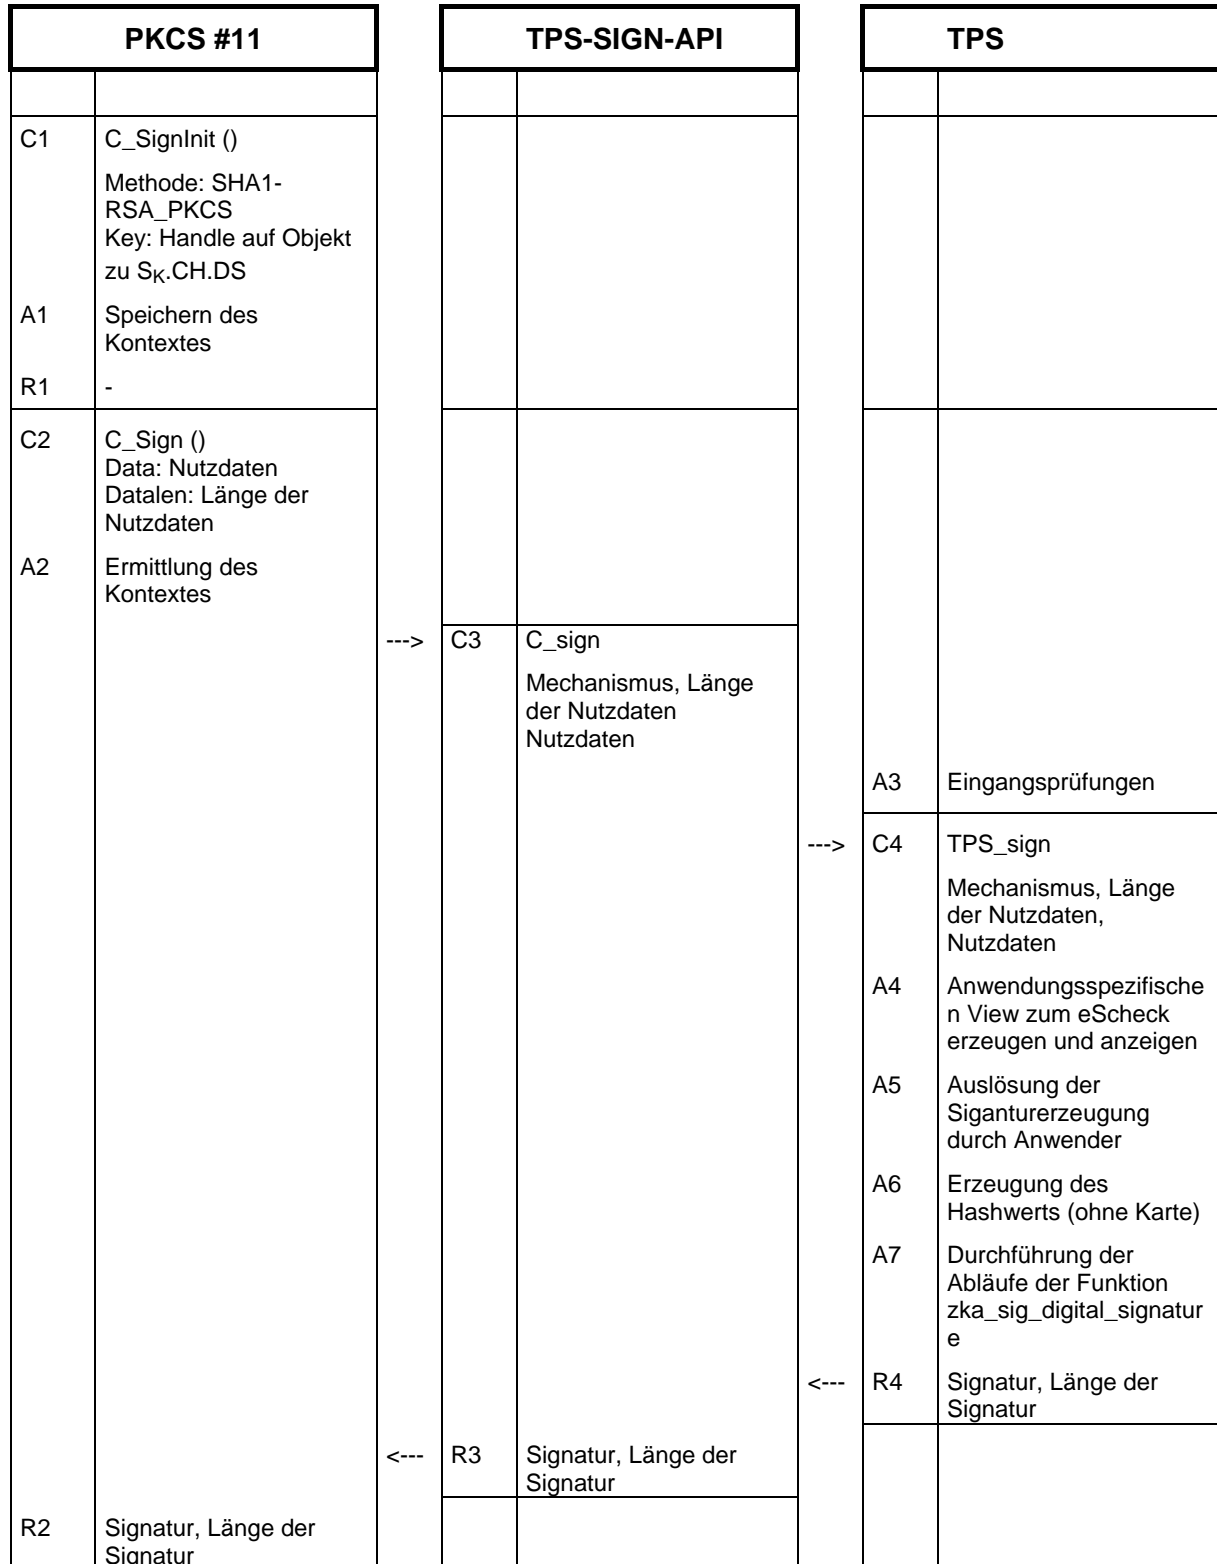 PKCS #11
TPS-SIGN-API
TPS
C1 C_SignInit ()
Methode: SHA1-
RSA_PKCS
Key: Handle auf Objekt
zu SK.CH.DS
A1 Speichern des
Kontextes
R1 -
C2 C_Sign ()
Data: Nutzdaten
Datalen: Länge der
Nutzdaten
A2 Ermittlung des
Kontextes
---> C3 C_sign
Mechanismus, Länge
der Nutzdaten
Nutzdaten
A3 Eingangsprüfungen
---> C4 TPS_sign
Mechanismus, Länge
der Nutzdaten,
Nutzdaten
A4 Anwendungsspezifische
n View zum eScheck
erzeugen und anzeigen
A5 Auslösung der
Siganturerzeugung
durch Anwender
A6 Erzeugung des
Hashwerts (ohne Karte)
A7 Durchführung der
Abläufe der Funktion
zka_sig_digital_signatur
e
<--- R4 Signatur, Länge der
Signatur
<--- R3 Signatur, Länge der
Signatur
R2 Signatur, Länge der
Signatur